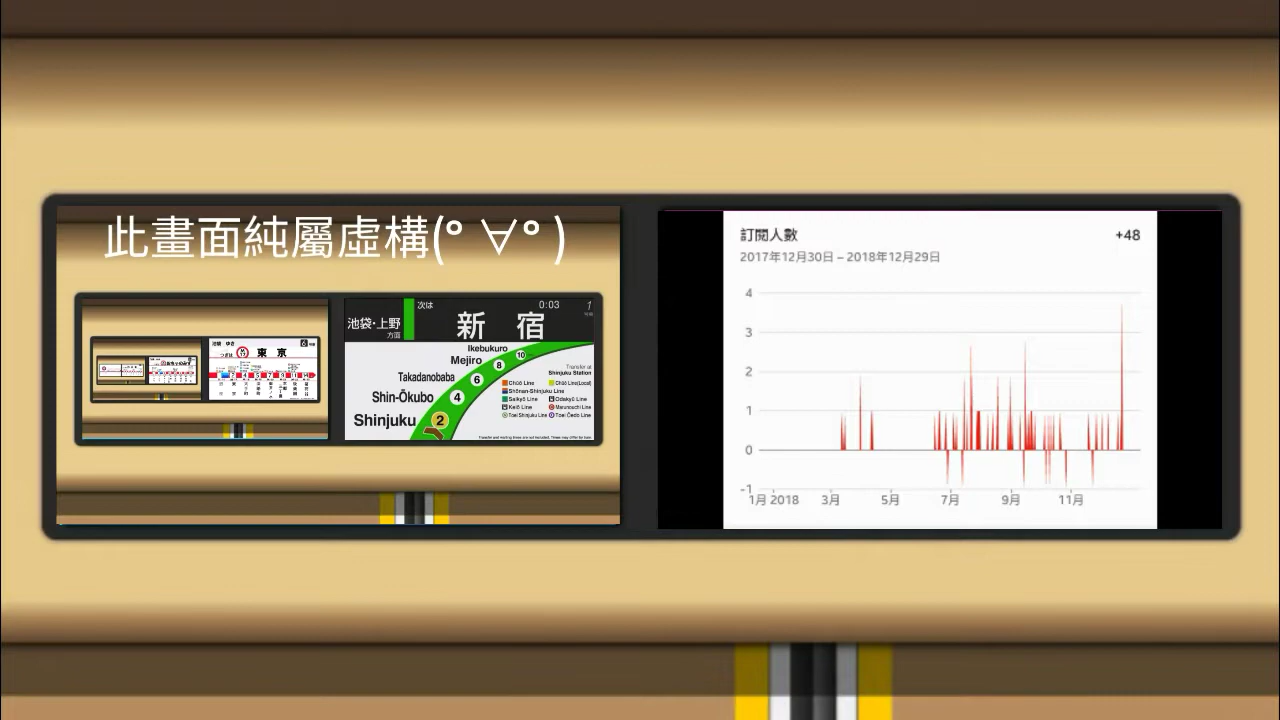 此畫面純屬虛構(° ∀° )
池袋・上野
方面
次は
新宿
0:03
1
Ikebukuro
10
Mejiro
8
Takadanobaba
6
Shin-Ōkubo
4
Shinjuku
2
Transfer at
Shinjuku Station
Chūō Line
Chūō Line(Local)
Shōnan-Shinjuku Line
Saikyō Line
Odakyū Line
Keiō Line
Marunouchi Line
Toei Shinjuku Line
Toei Ōedo Line
東京
訂閱人數
+48
2017年12月30日 – 2018年12月29日
4
3
2
1
0
-1
1月 2018
3月
5月
7月
9月
11月